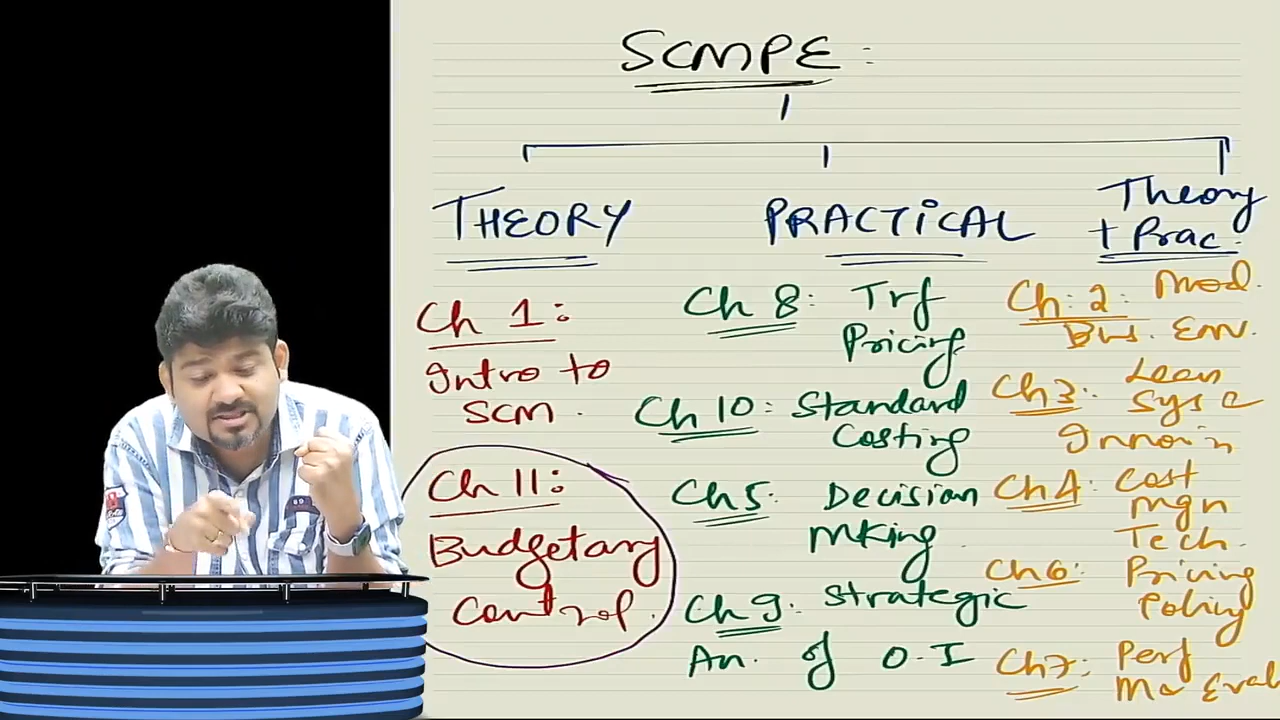 SCMPE:
THEORY
Ch 1:
Intro to
SCM.
Ch 11:
Budgetary
Control.
PRACTICAL
Ch 8: Trf
Pricing
Ch 10: Standard
Costing
Ch 5. Decision
Mking
Ch 9. Strategic
An. of O.I
Theory
+ Prac.
Ch: 2: Mod.
Bus. Env.
Ch 3: Lean
Sys &
Innov'n
Ch 4: Cost
Mgn
Tech.
Ch 6: Pricing
Policy
Ch 7: Perf
Ms Eval